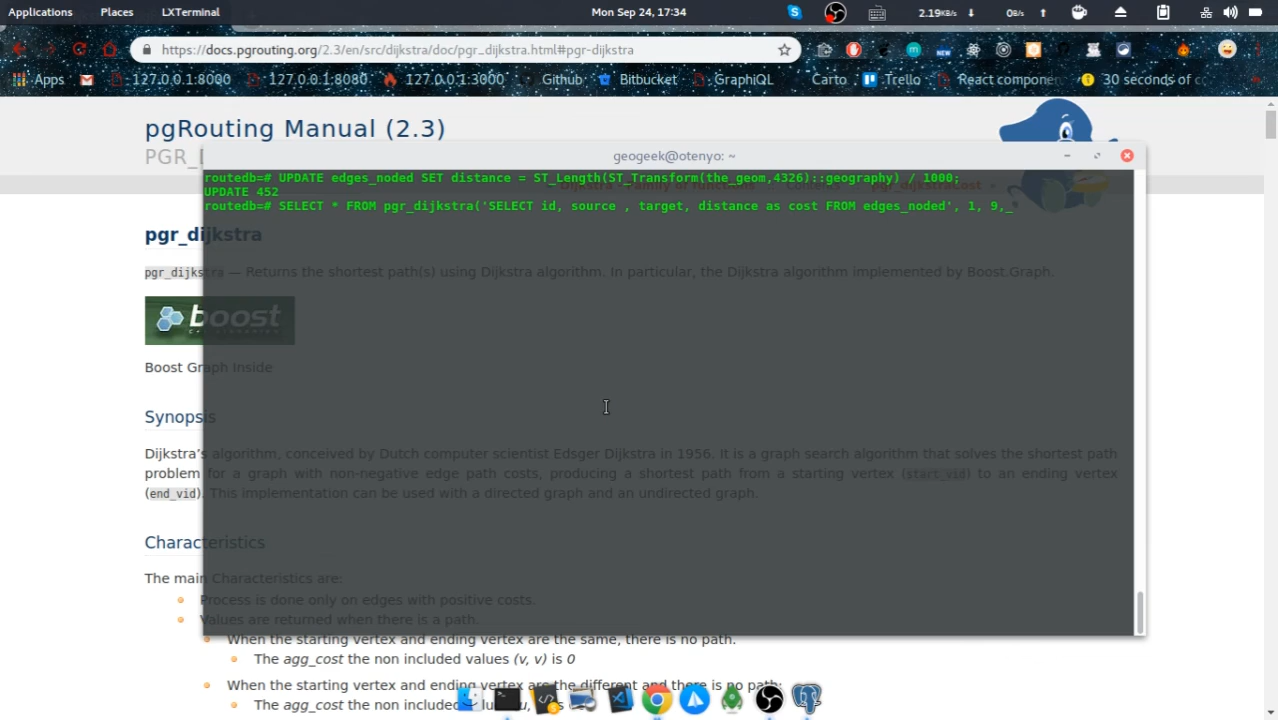 Applications Places LXTerminal Mon Sep 24, 17:34 2.19KB/s 0B/s
https://docs.pgrouting.org/2.3/en/src/dijkstra/doc/pgr_dijkstra.html#pgr-dijkstra
Apps 127.0.0.1:8000 127.0.0.1:8080 127.0.0.1:3000 Github Bitbucket GraphiQL Carto Trello React componen 30 seconds of co
pgRouting Manual (2.3)
PGR_D
geogeek@otenyo: ~
routedb=# UPDATE edges_noded SET distance = ST_Length(ST_Transform(the_geom,4326)::geography) / 1000;
UPDATE 452
routedb=# SELECT * FROM pgr_dijkstra('SELECT id, source , target, distance as cost FROM edges_noded', 1, 9,_
pgr_dijkstra
pgr_dijkstra — Returns the shortest path(s) using Dijkstra algorithm. In particular, the Dijkstra algorithm implemented by Boost.Graph.
boost
Boost Graph Inside
Synopsis
Dijkstra's algorithm, conceived by Dutch computer scientist Edsger Dijkstra in 1956. It is a graph search algorithm that solves the shortest path
problem for a graph with non-negative edge path costs, producing a shortest path from a starting vertex (start_vid) to an ending vertex
(end_vid). This implementation can be used with a directed graph and an undirected graph.
Characteristics
The main Characteristics are:
Process is done only on edges with positive costs.
Values are returned when there is a path.
When the starting vertex and ending vertex are the same, there is no path.
The agg_cost the non included values (v, v) is 0
When the starting vertex and ending vertex are the different and there is no path:
The agg_cost the non included